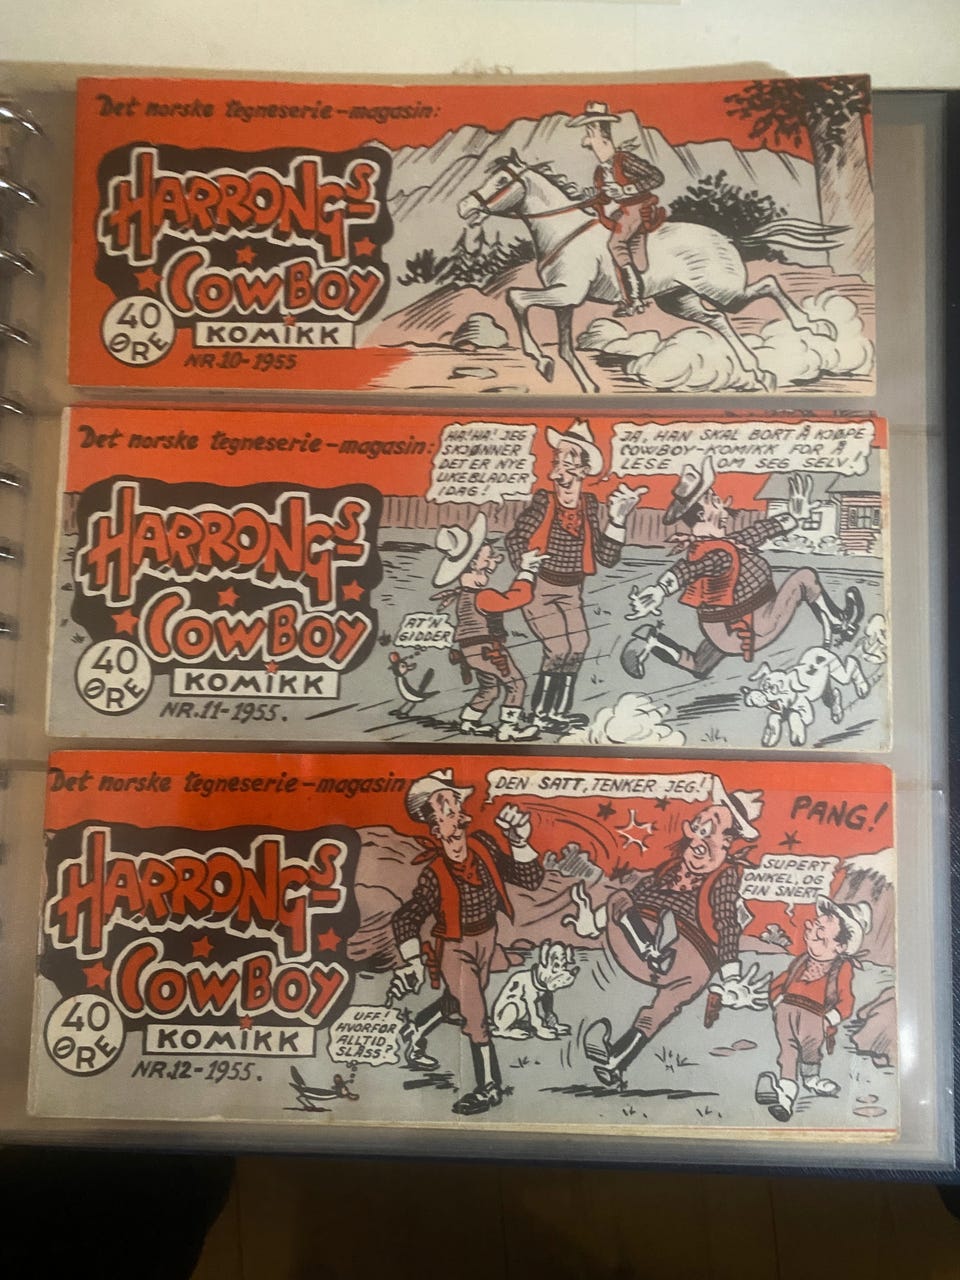 Det norske tegneserie-magasin:
HARRONGS
COWBOY
KOMIKK
40
ØRE
NR.10-1955
Det norske tegneserie-magasin:
HA! HA! JEG
SKJØNNER
DET ER NYE
UKEBLADER
IDAG!
JA, HAN SKAL BORT Å KJØPE
COWBOY-KOMIKK FOR Å
LESE OM SEG SELV!
HARRONGS
COWBOY
KOMIKK
40
ØRE
NR.11-1955.
AT'N
GIDDER
Det norske tegneserie-magasin
DEN SATT, TENKER JEG!
PANG!
SUPERT
ONKEL, OG
FIN SNERT
HARRONGS
COWBOY
KOMIKK
40
ØRE
NR.12-1955.
UFF!
HVORFOR
ALLTID
SLÅSS?